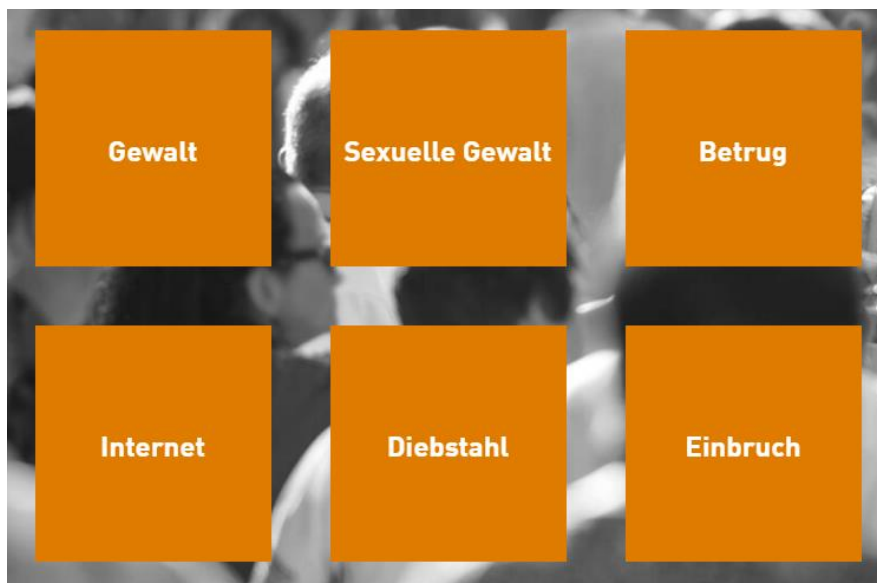 Gewalt
Sexuelle Gewalt
Betrug
Internet
Diebstahl
Einbruch